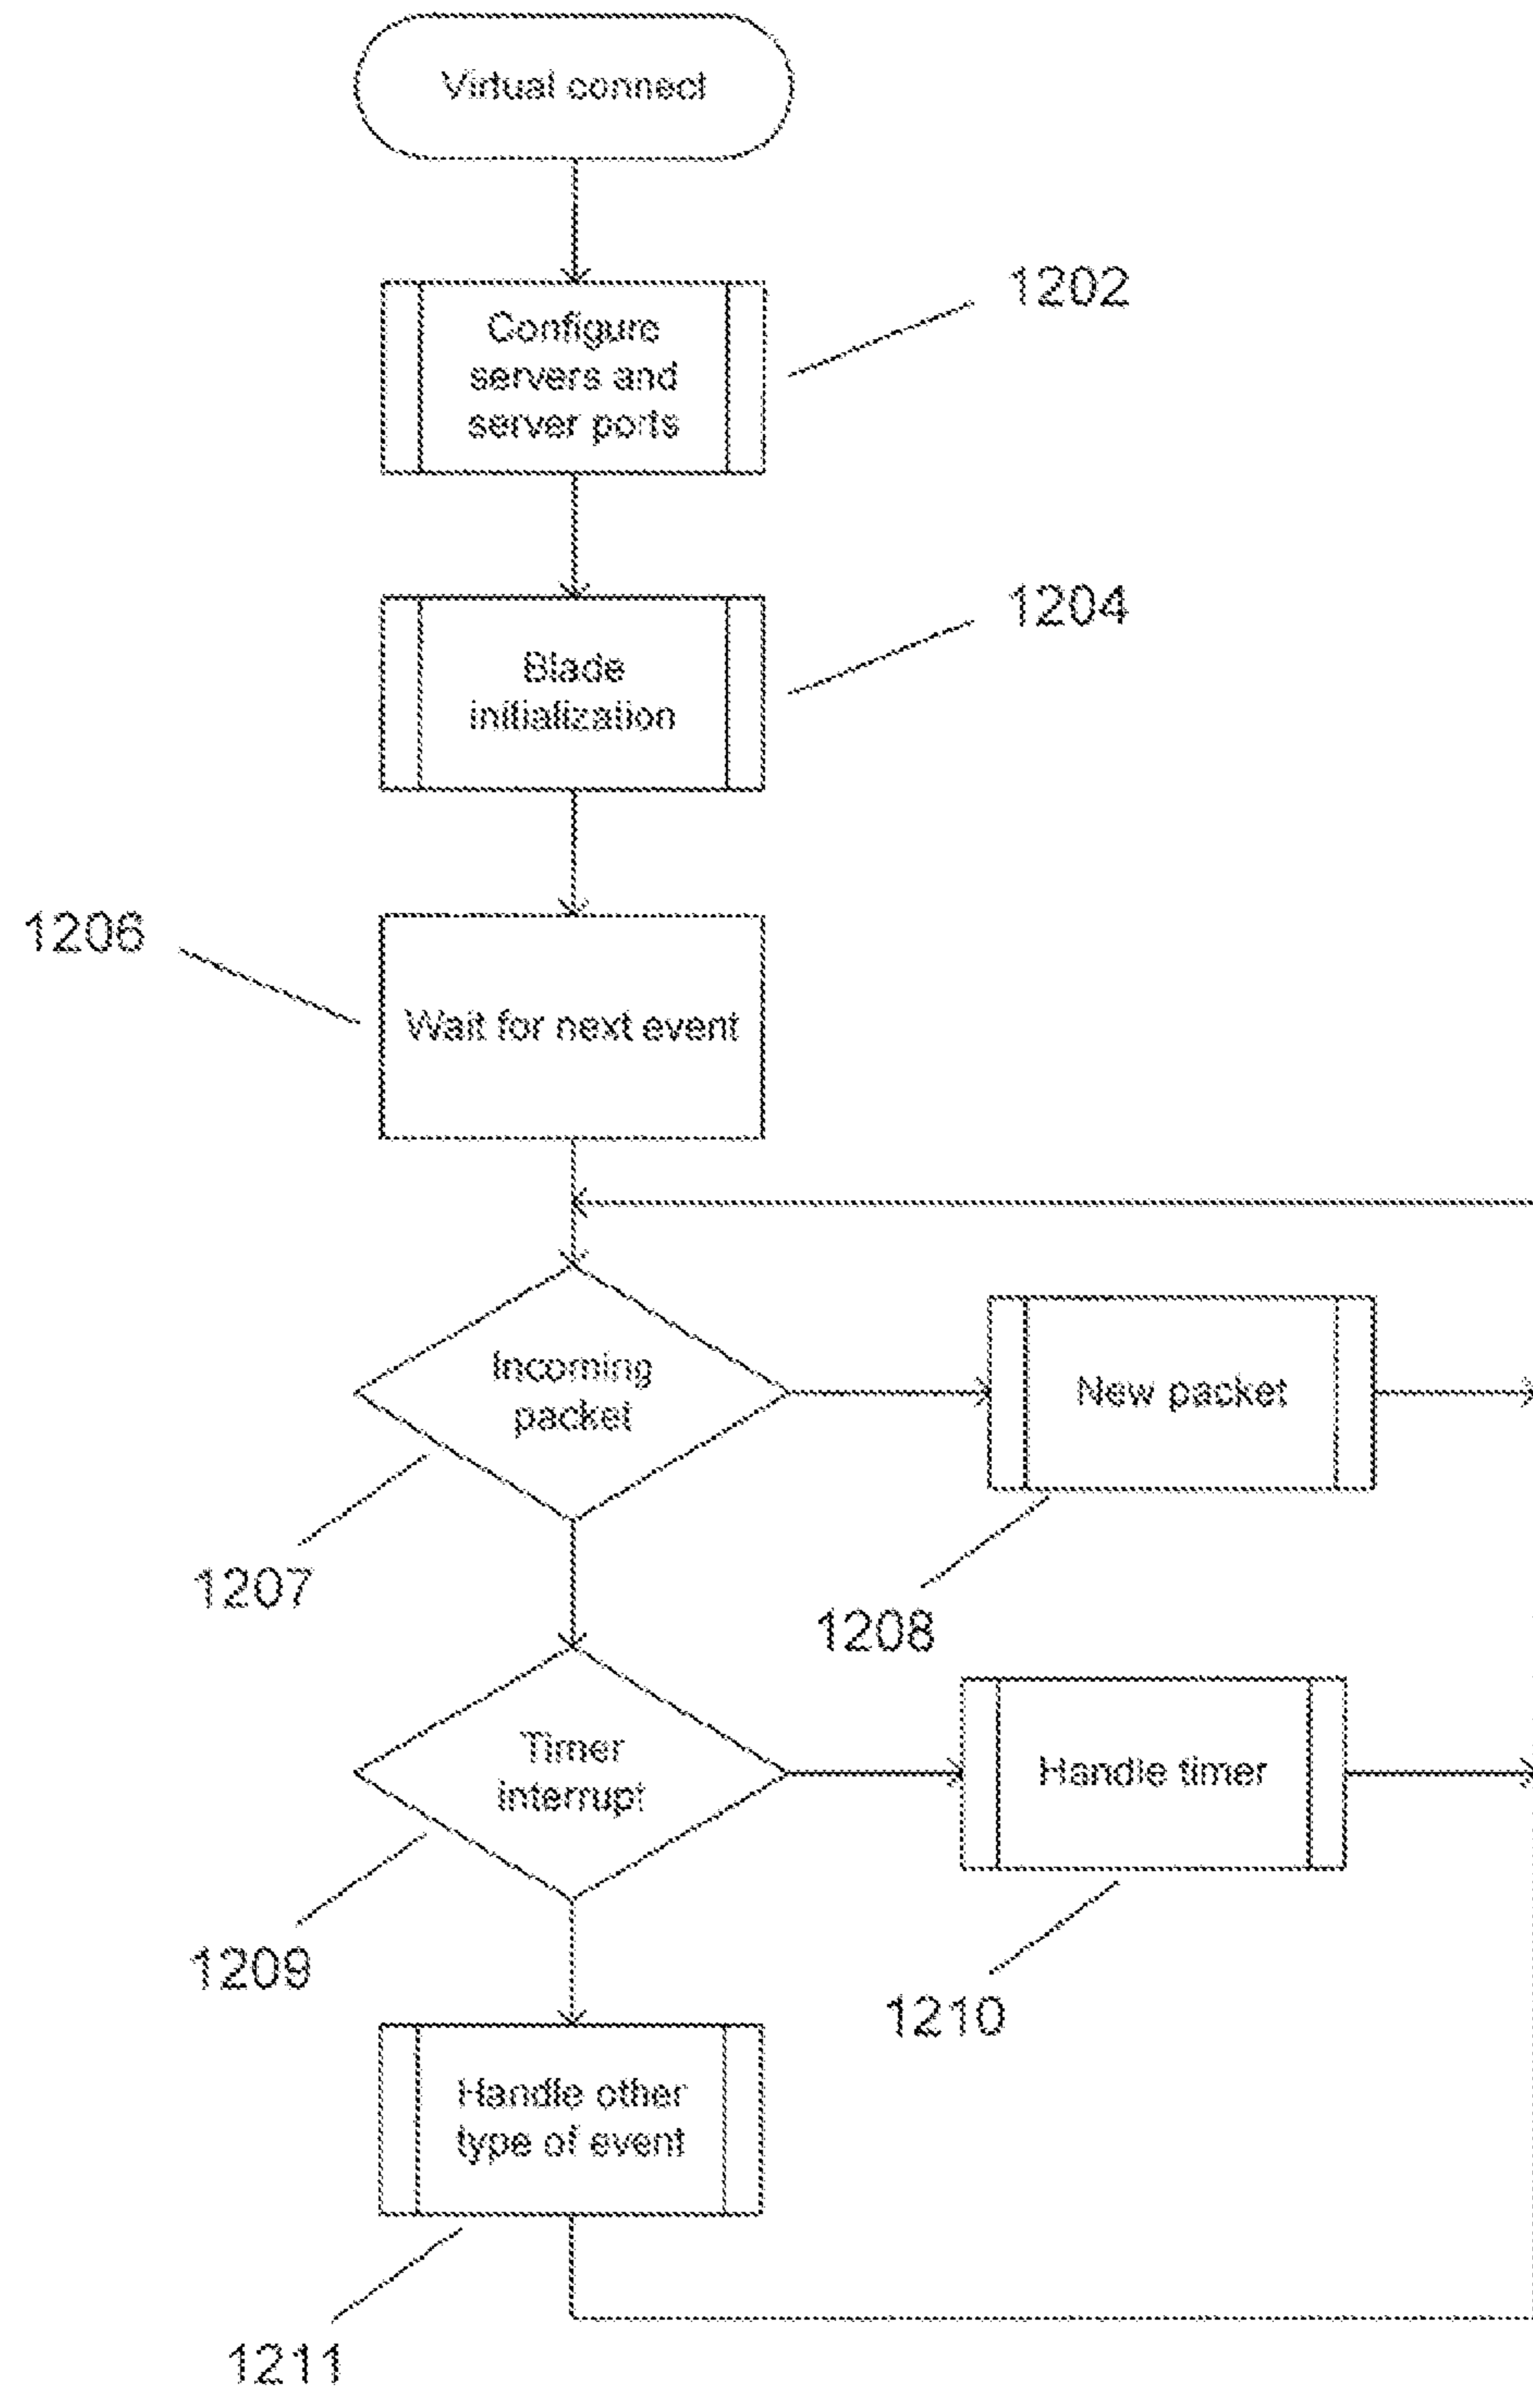 Virtual connect
1202
Configure
servers and
server ports
1204
Blade
initialization
1206
Wait for next event
Incoming
packet
New packet
1207
1208
Timer
interrupt
Handle timer
1209
1210
Handle other
type of event
1211